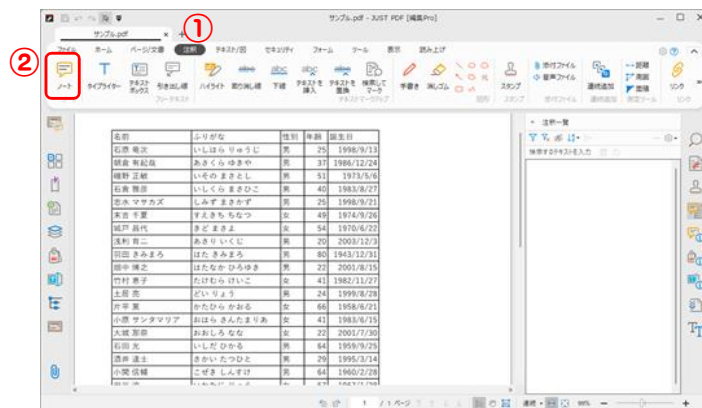 サンプル.pdf - JUST PDF [編集Pro]
サンプル.pdf × +
①
ファイル ホーム ページ/文書 注釈 テキスト/図 セキュリティ フォーム ツール 表示 読み上げ
②
ノート タイプライター テキストボックス 引き出し線 ハイライト 取り消し線 下線 テキストを挿入 テキストを置換 検索してマーク 手書き 消しゴム スタンプ 添付ファイル 音声ファイル 連続追加 距離 周囲 面積 リンク
フリーテキスト テキストマークアップ 図形 スタンプ 添付ファイル 連続追加 測定ツール リンク
注釈一覧
検索するテキストを入力
名前 ふりがな 性別 年齢 誕生日
石原 竜次 いしはら りゅうじ 男 25 1998/9/13
朝倉 有起哉 あさくら ゆきや 男 37 1986/12/24
磯野 正敏 いその まさとし 男 51 1973/5/6
石倉 雅彦 いしくら まさひこ 男 40 1983/8/27
志水 マサカズ しみず まさかず 男 25 1998/9/21
末吉 千夏 すえきち ちなつ 女 49 1974/9/26
城戸 昌代 きど まさよ 女 54 1970/6/22
浅利 育二 あさり いくじ 男 20 2003/12/3
羽田 きみまろ はた きみまろ 男 80 1943/12/31
畑中 博之 はたなか ひろゆき 男 22 2001/8/15
竹村 恵子 たけむら けいこ 女 41 1982/11/27
土居 亮 どい りょう 男 24 1999/8/28
片平 薫 かたひら かおる 女 66 1958/6/21
小原 サンタマリア おはら さんたまりあ 女 41 1983/6/15
大城 那奈 おおしろ なな 女 22 2001/7/30
石田 光 いしだ ひかる 男 64 1959/9/25
酒井 達士 さかい たつひと 男 29 1995/3/14
小関 信輔 こぜき しんすけ 男 64 1960/2/28
1 / 1 ページ 連続